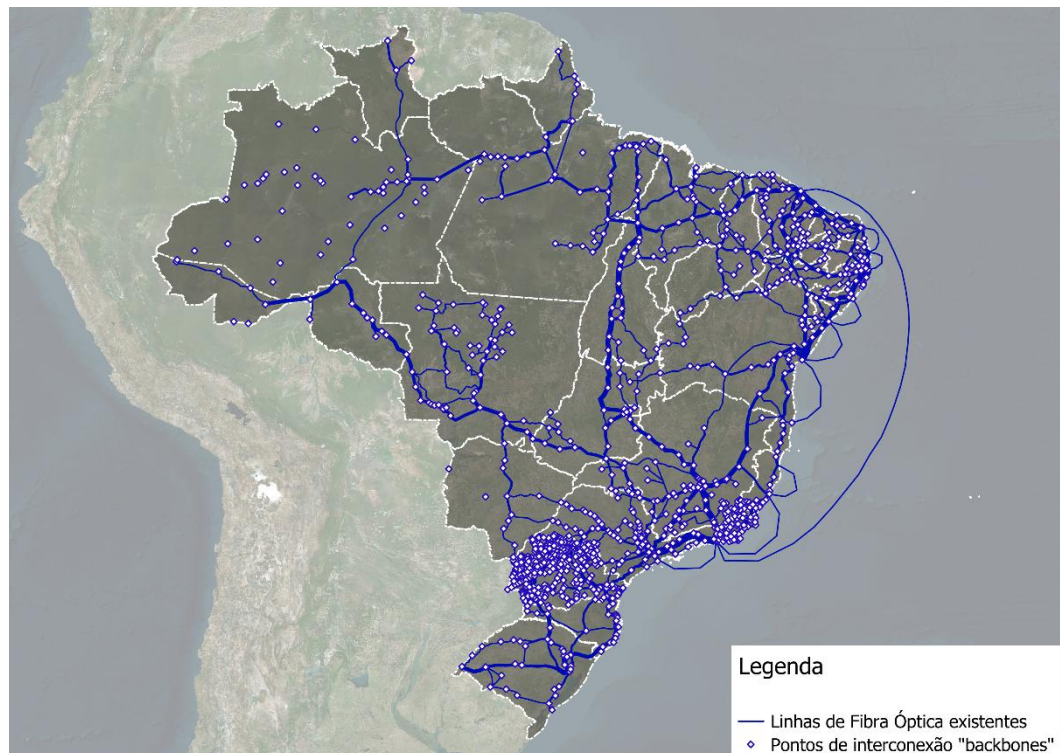 Legenda
Linhas de Fibra Óptica existentes
Pontos de interconexão "backbones"